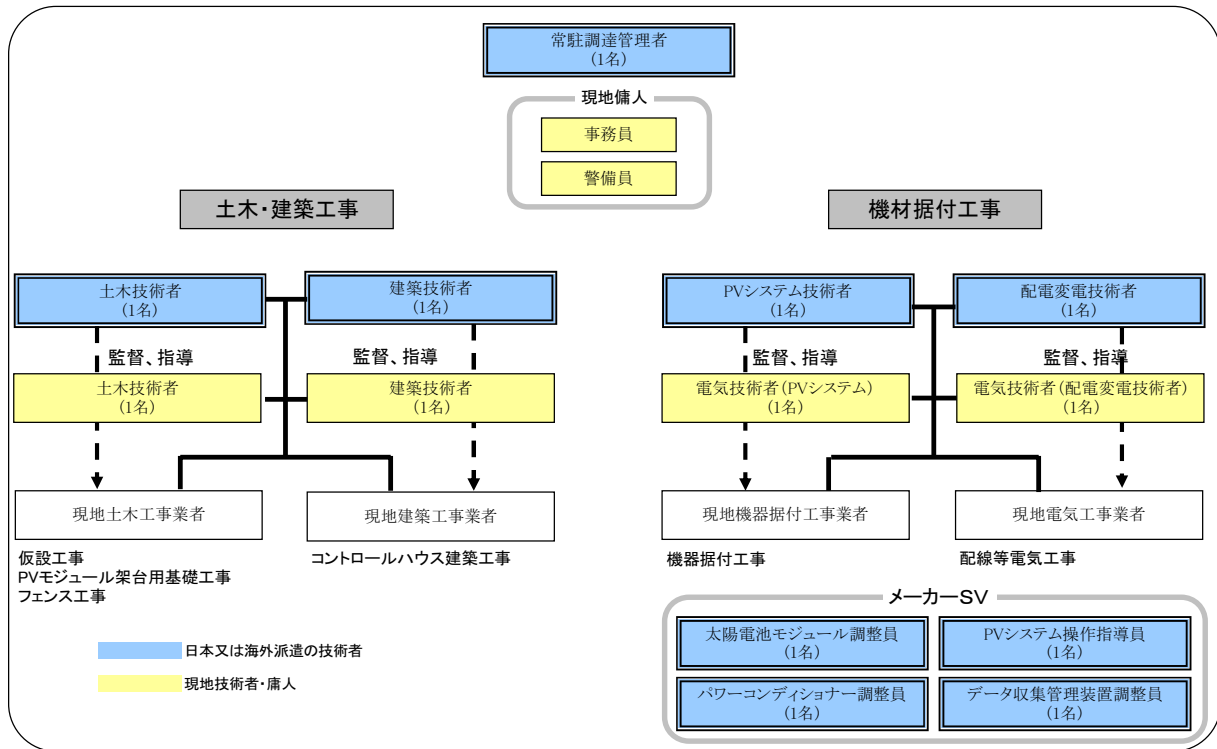 常駐調達管理者
(1名)
現地傭人
事務員
警備員
土木・建築工事
機材据付工事
土木技術者
(1名)
建築技術者
(1名)
PVシステム技術者
(1名)
配電変電技術者
(1名)
監督、指導
監督、指導
監督、指導
監督、指導
土木技術者
(1名)
建築技術者
(1名)
電気技術者(PVシステム)
(1名)
電気技術者(配電変電技術者)
(1名)
現地土木工事業者
現地建築工事業者
現地機器据付工事業者
現地電気工事業者
仮設工事
PVモジュール架台用基礎工事
フェンス工事
コントロールハウス建築工事
機器据付工事
配線等電気工事
メーカーSV
太陽電池モジュール調整員
(1名)
PVシステム操作指導員
(1名)
パワーコンディショナー調整員
(1名)
データ収集管理装置調整員
(1名)
日本又は海外派遣の技術者
現地技術者・庸人